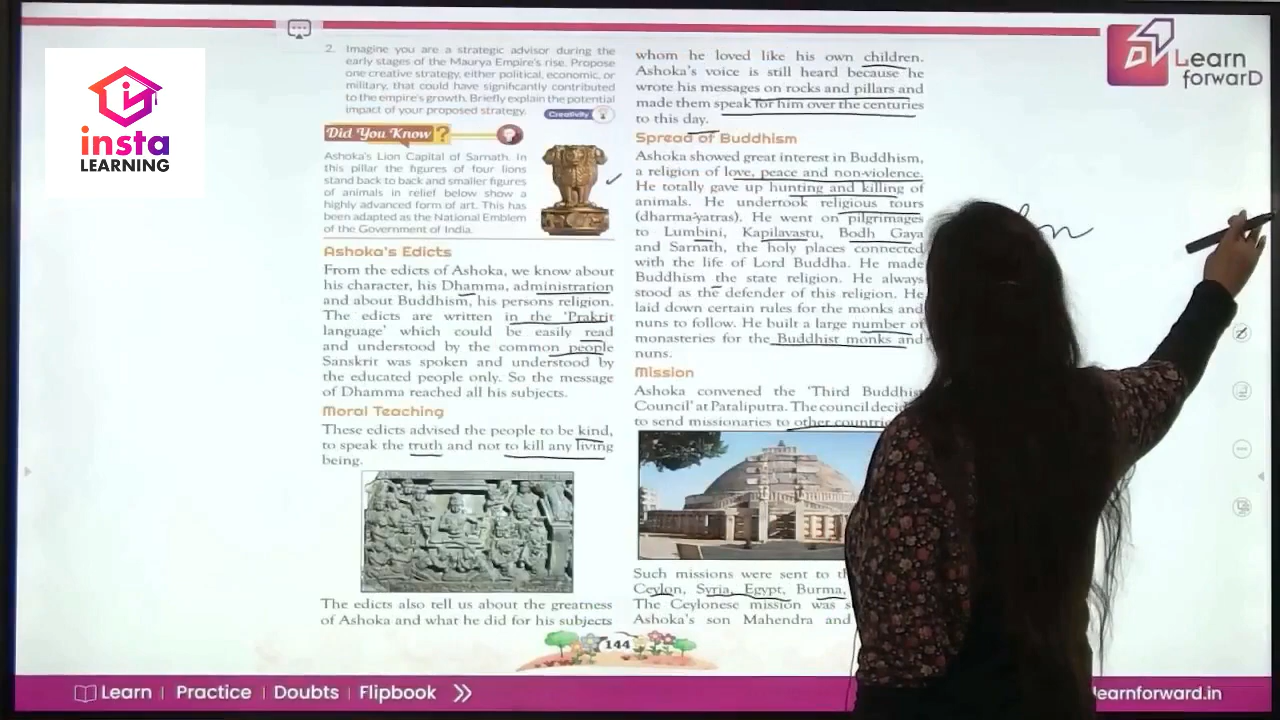 2. Imagine you are a strategic advisor during the
early stages of the Maurya Empire's rise. Propose
one creative strategy, either political, economic, or
military, that could have significantly contributed
to the empire's growth. Briefly explain the potential
impact of your proposed strategy.
Creativity
Did You Know ?
Ashoka's Lion Capital of Sarnath. In
this pillar the figures of four lions
stand back to back and smaller figures
of animals in relief below show a
highly advanced form of art. This has
been adapted as the National Emblem
of the Government of India.
Ashoka's Edicts
From the edicts of Ashoka, we know about
his character, his Dhamma, administration
and about Buddhism, his persons religion.
The edicts are written in the 'Prakrit
language' which could be easily read
and understood by the common people
Sanskrit was spoken and understood by
the educated people only. So the message
of Dhamma reached all his subjects.
Moral Teaching
These edicts advised the people to be kind,
to speak the truth and not to kill any living
being.
The edicts also tell us about the greatness
of Ashoka and what he did for his subjects
whom he loved like his own children.
Ashoka's voice is still heard because he
wrote his messages on rocks and pillars and
made them speak for him over the centuries
to this day.
Spread of Buddhism
Ashoka showed great interest in Buddhism,
a religion of love, peace and non-violence.
He totally gave up hunting and killing of
animals. He undertook religious tours
(dharma-yatras). He went on pilgrimages
to Lumbini, Kapilavastu, Bodh Gaya
and Sarnath, the holy places connected
with the life of Lord Buddha. He made
Buddhism the state religion. He always
stood as the defender of this religion. He
laid down certain rules for the monks and
nuns to follow. He built a large number of
monasteries for the Buddhist monks and
nuns.
Mission
Ashoka convened the 'Third Buddhist
Council' at Pataliputra. The council
to send missionaries to other
Such missions were sent to
Ceylon, Syria, Egypt, Burma,
The Ceylonese mission was
Ashoka's son Mahendra and
144
insta
LEARNING
Learn
forwarD
Learn | Practice | Doubts | Flipbook
learnforward.in